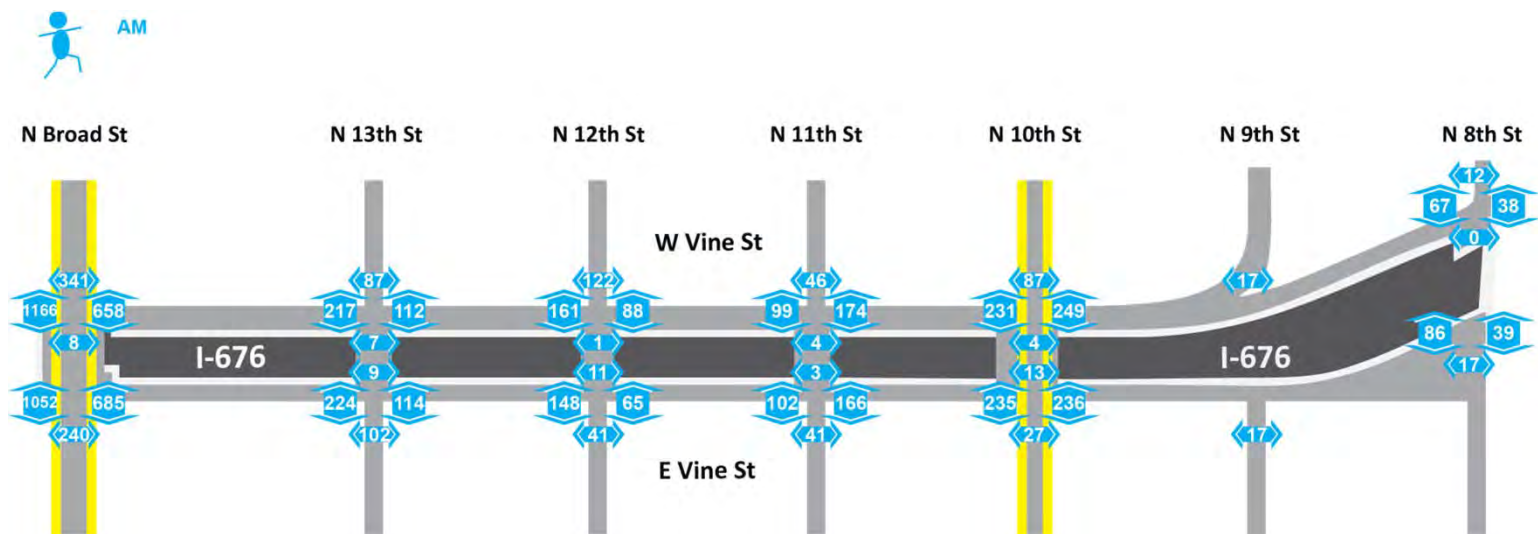 AM
N Broad St N 13th St N 12th St N 11th St N 10th St N 9th St N 8th St
12
67 38
W Vine St
0
341 87 122 46 87 17
1166 658 217 112 161 88 99 174 231 249
86 39
8 7 1 4 4
I-676 I-676
17
9 11 3 13
1052 685 224 114 148 65 102 166 235 236
240 102 41 41 27 17
E Vine St